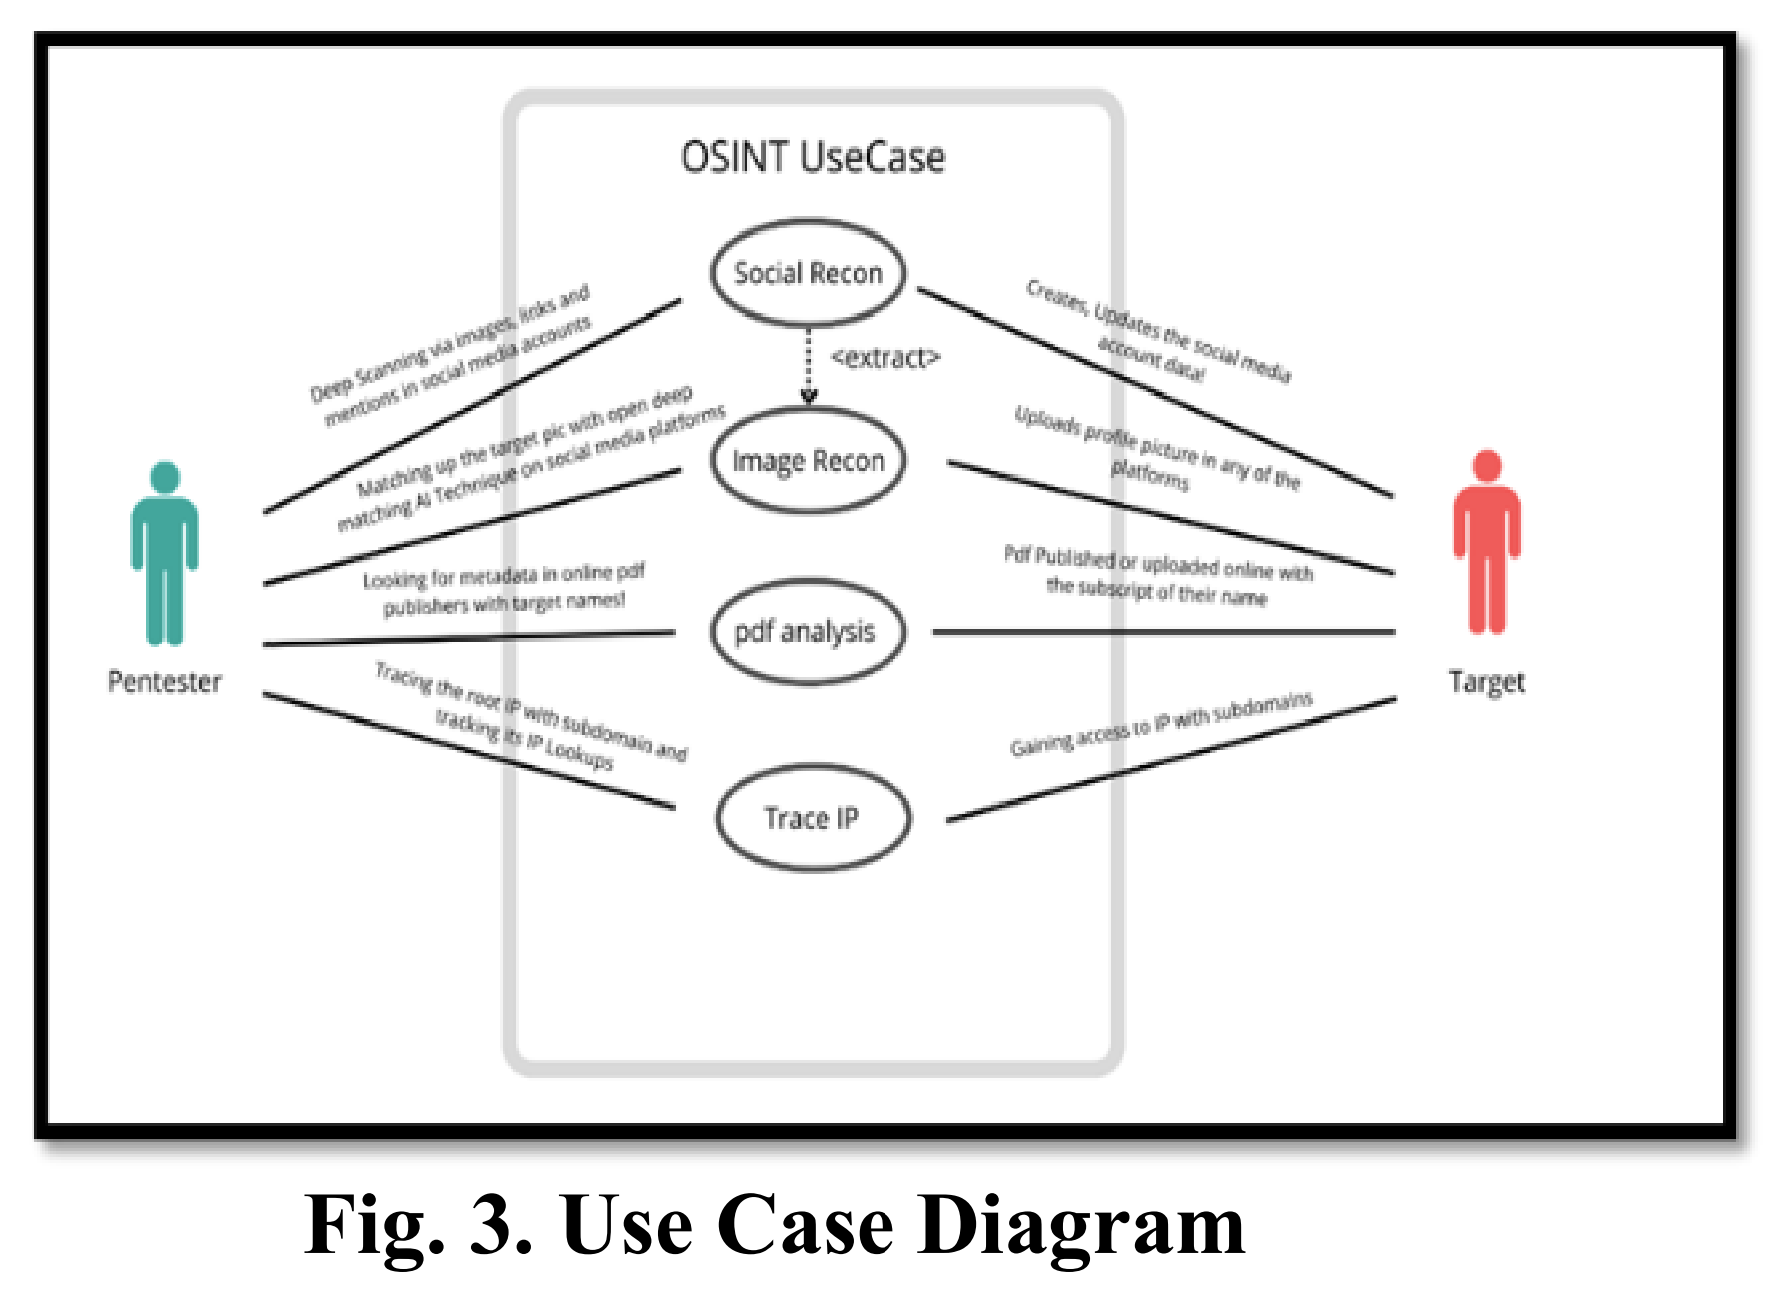 OSINT UseCase
Social Recon
<extract>
Image Recon
pdf analysis
Trace IP
Deep Scanning via images, links and
mentions in social media accounts
Matching up the target pic with open deep
matching AI Technique on social media platforms
Looking for metadata in online pdf
publishers with target names!
Tracing the root IP with subdomain and
tracking its IP Lookups
Pentester
Creates, Updates the social media
account data!
Uploads profile picture in any of the
platforms
Pdf Published or uploaded online with
the subscript of their name
Gaining access to IP with subdomains
Target
Fig. 3. Use Case Diagram